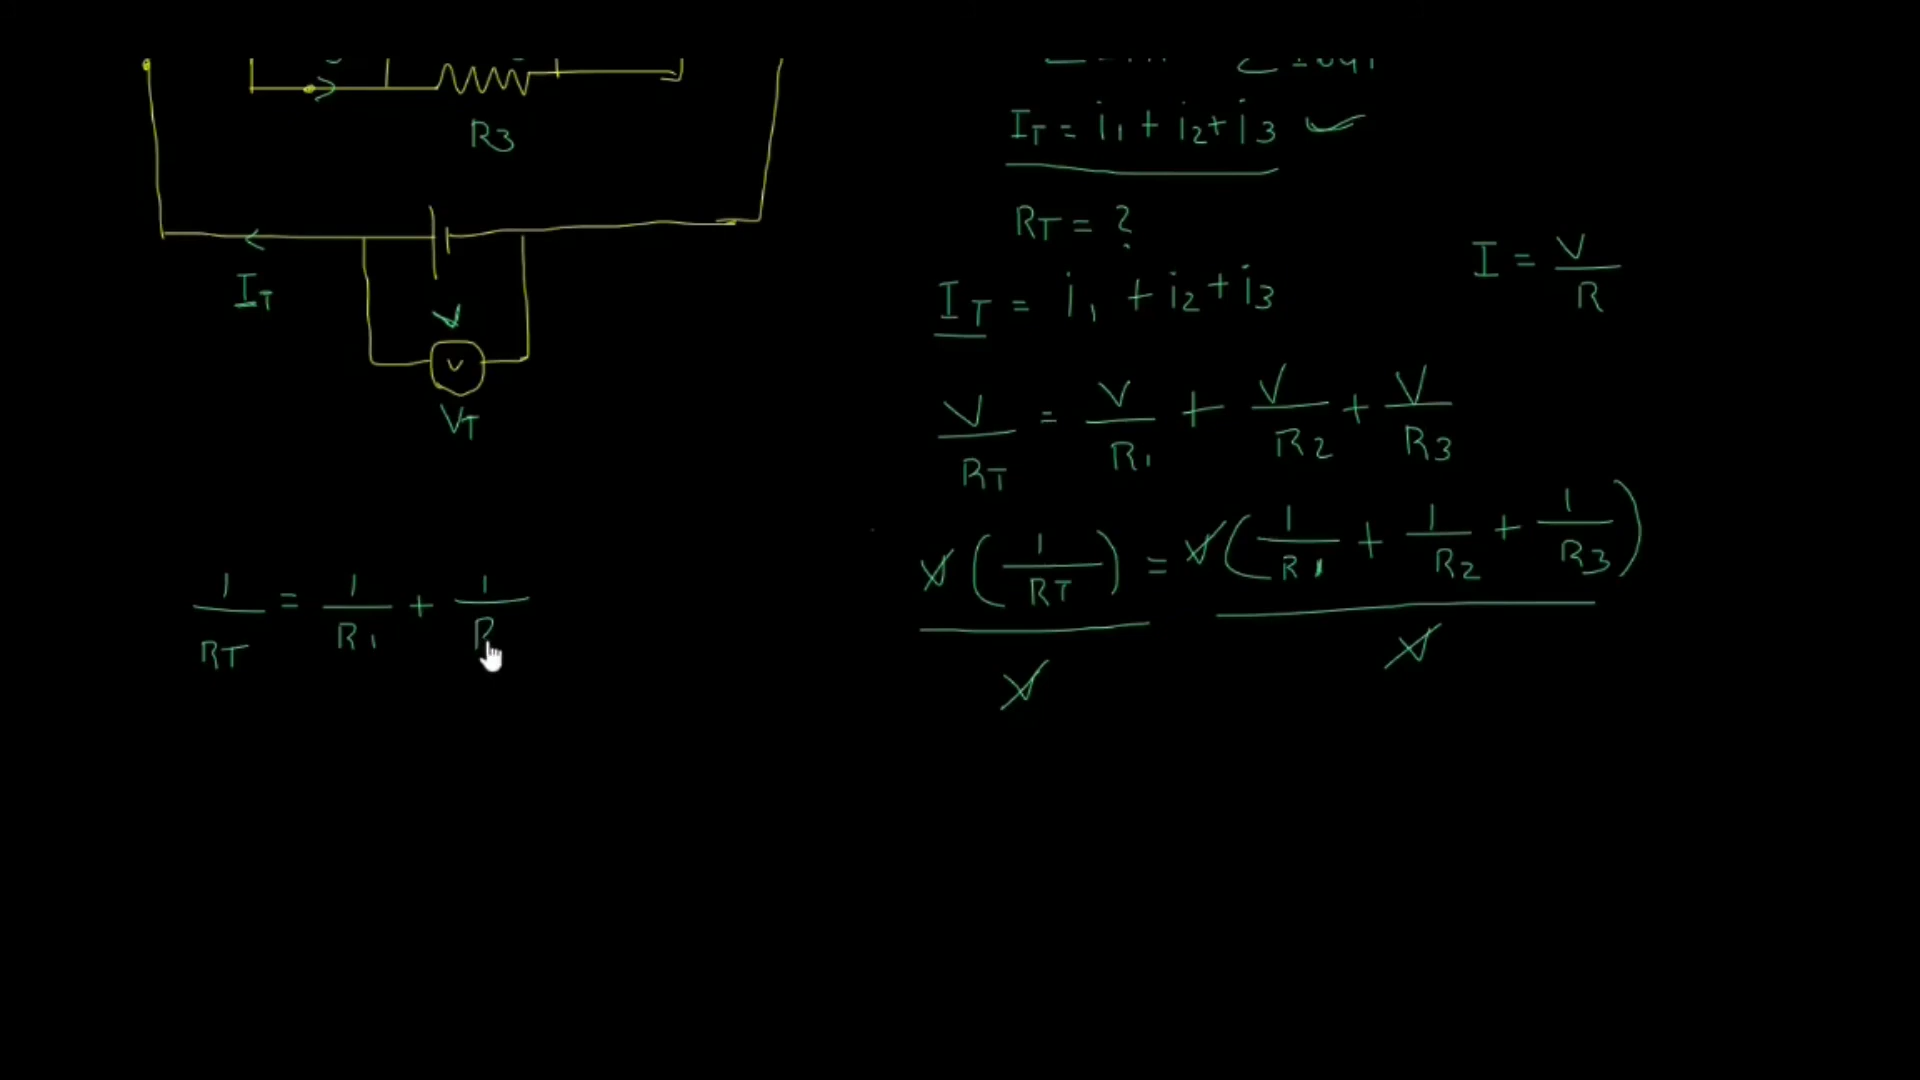 R3
IT = i1 + i2 + i3
RT = ?
I = V/R
IT
IT = i1 + i2 + i3
V
V
VT
V/RT = V/R1 + V/R2 + V/R3
V(1/RT)/V = V(1/R1 + 1/R2 + 1/R3)/V
1/RT = 1/R1 + 1/